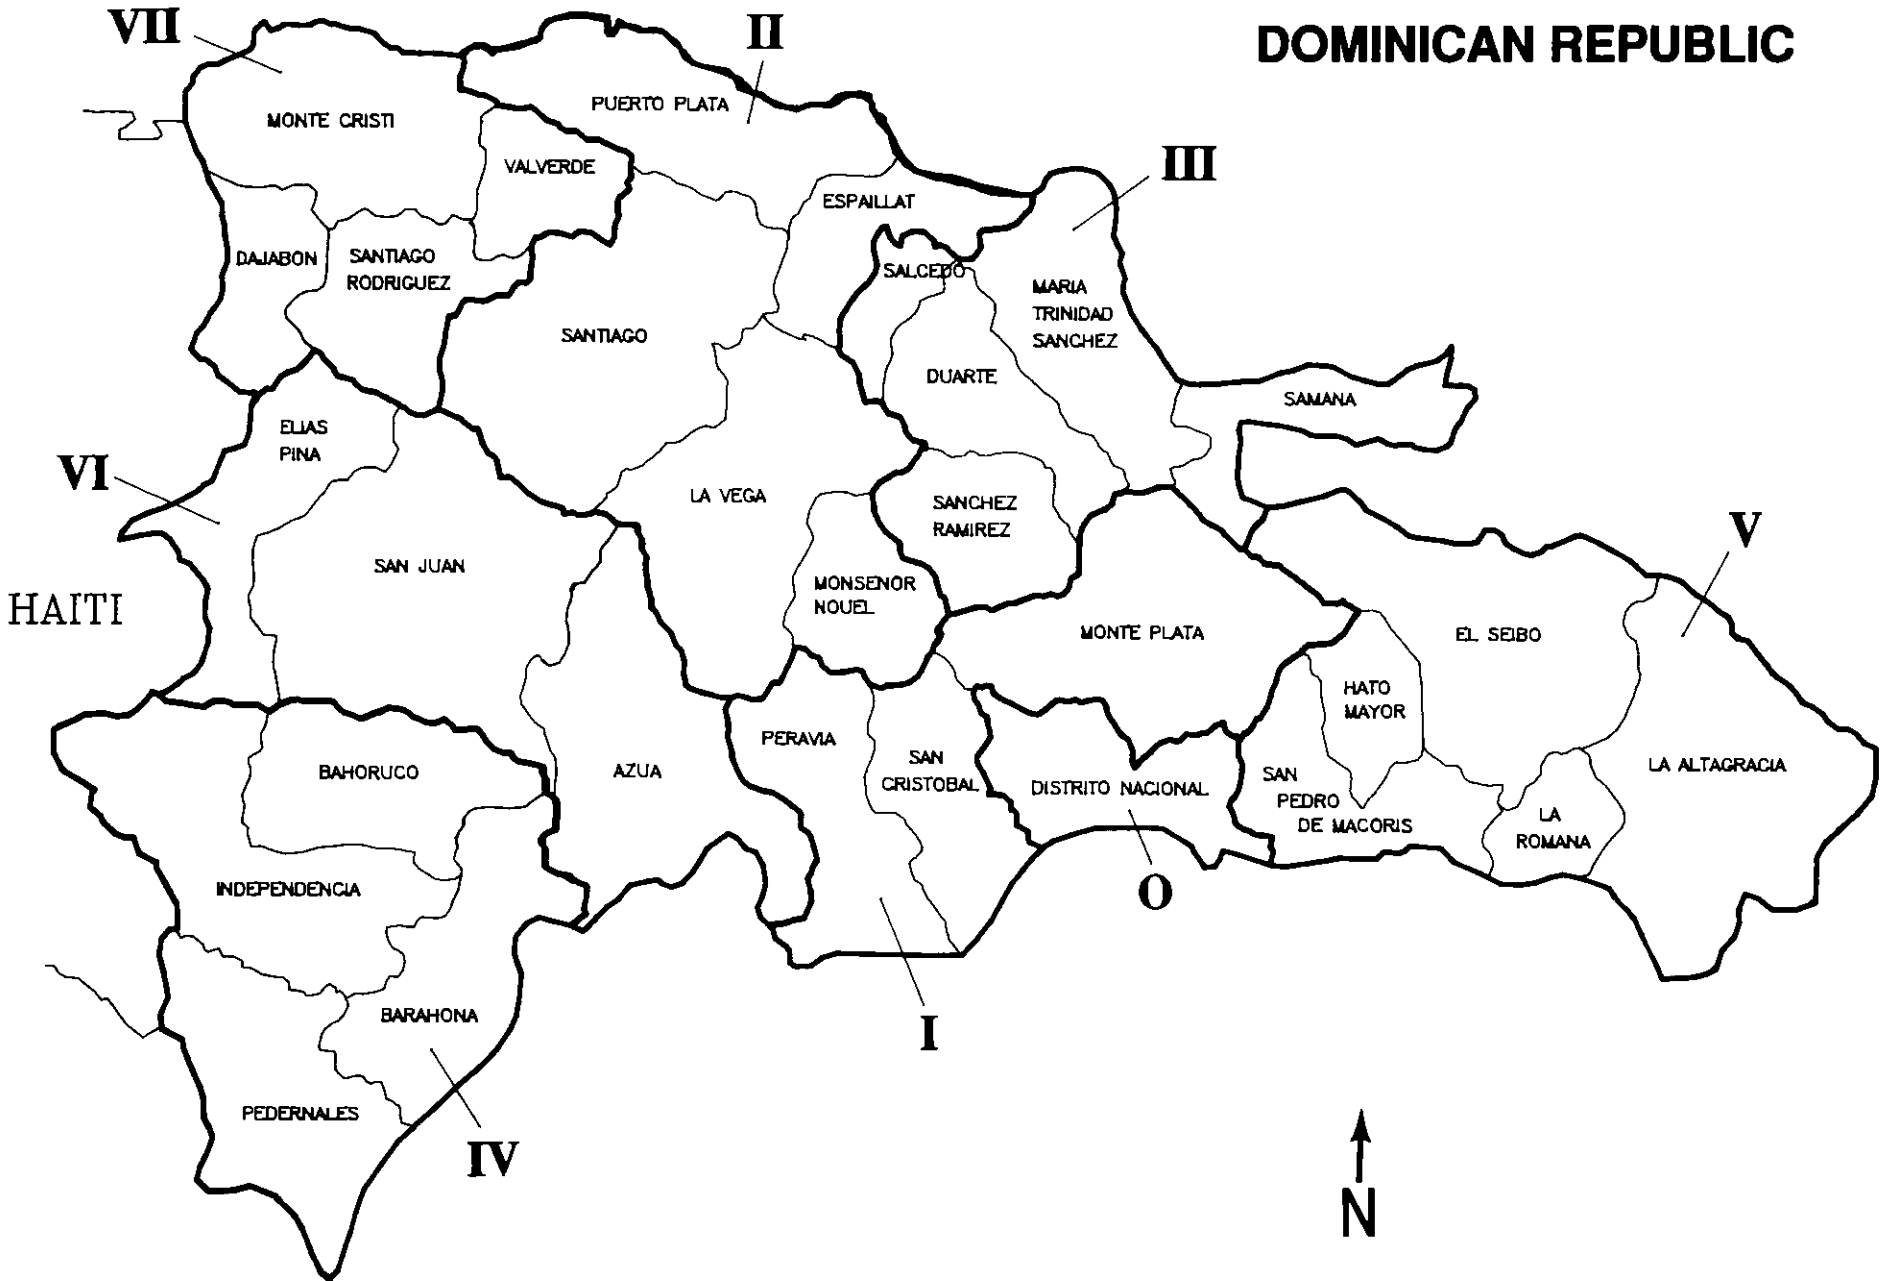 DOMINICAN REPUBLIC
VII
II
PUERTO PLATA
MONTE CRISTI
III
VALVERDE
ESPAILLAT
DAJABON
SANTIAGO
RODRIGUEZ
SALCEDO
MARIA
TRINIDAD
SANCHEZ
SANTIAGO
DUARTE
SAMANA
ELIAS
PINA
VI
LA VEGA
SANCHEZ
RAMIREZ
V
SAN JUAN
MONSENOR
NOUEL
HAITI
MONTE PLATA
EL SEIBO
HATO
MAYOR
PERAVIA
BAHORUCO
AZUA
SAN
CRISTOBAL
DISTRITO NACIONAL
SAN
PEDRO
DE MACORIS
LA ALTAGRACIA
LA
ROMANA
INDEPENDENCIA
O
BARAHONA
I
PEDERNALES
IV
N